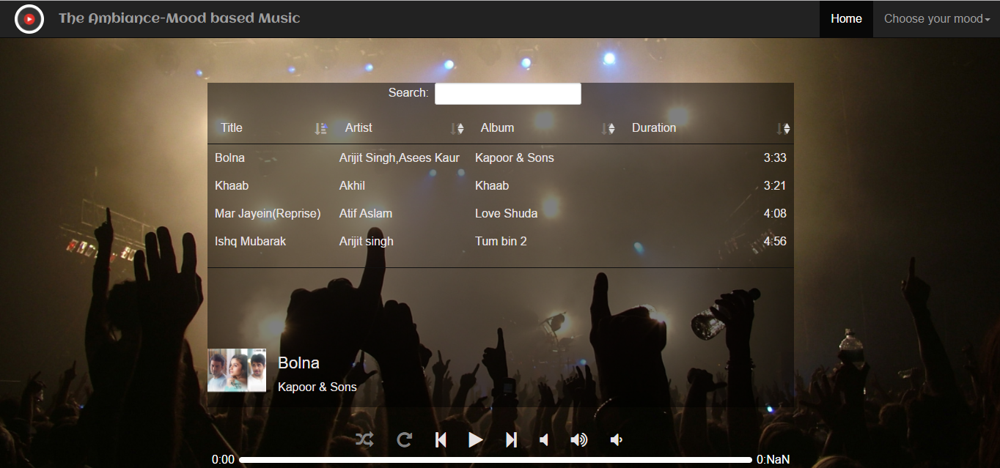 The Ambiance-Mood based Music
Home Choose your mood
Search:
Title Artist Album Duration
Bolna Arijit Singh,Asees Kaur Kapoor & Sons 3:33
Khaab Akhil Khaab 3:21
Mar Jayein(Reprise) Atif Aslam Love Shuda 4:08
Ishq Mubarak Arijit singh Tum bin 2 4:56
Bolna
Kapoor & Sons
0:00 0:NaN